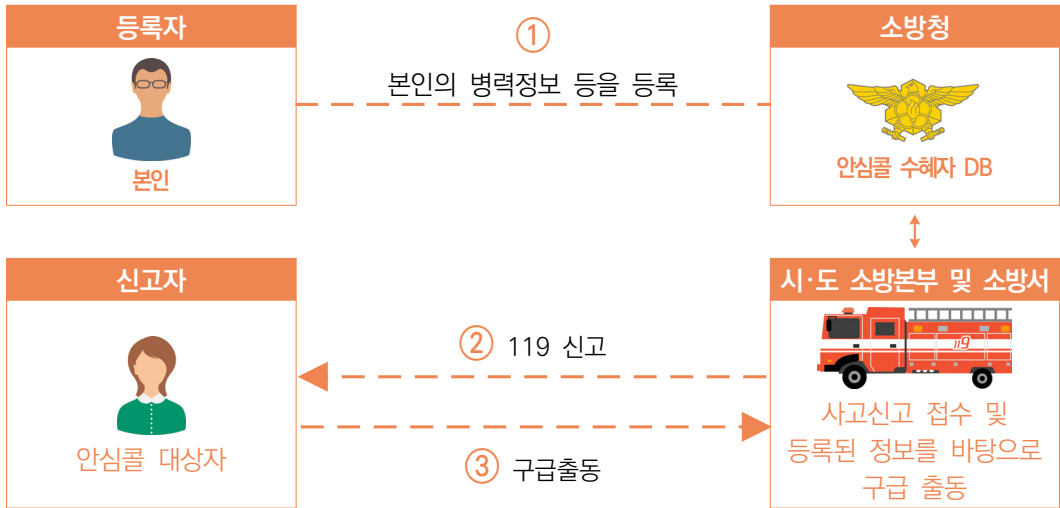 등록자
①
본인의 병력정보 등을 등록
본인
소방청
안심콜 수혜자 DB
신고자
안심콜 대상자
② 119 신고
③ 구급출동
시·도 소방본부 및 소방서
119
사고신고 접수 및
등록된 정보를 바탕으로
구급 출동